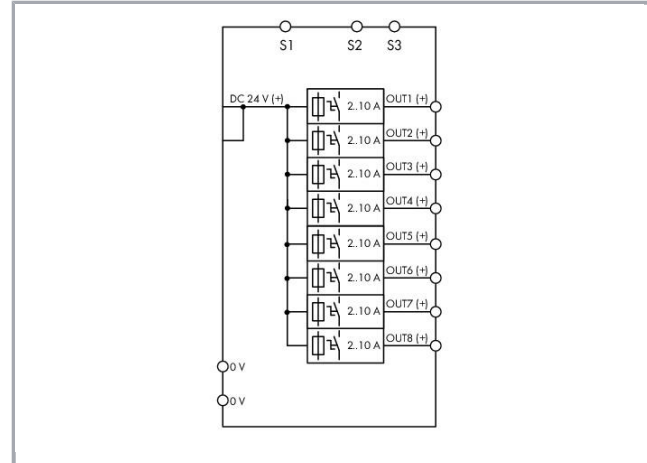 S1 S2 S3
DC 24 V (+)
2..10 A OUT1 (+)
2..10 A OUT2 (+)
2..10 A OUT3 (+)
2..10 A OUT4 (+)
2..10 A OUT5 (+)
2..10 A OUT6 (+)
2..10 A OUT7 (+)
2..10 A OUT8 (+)
0 V
0 V